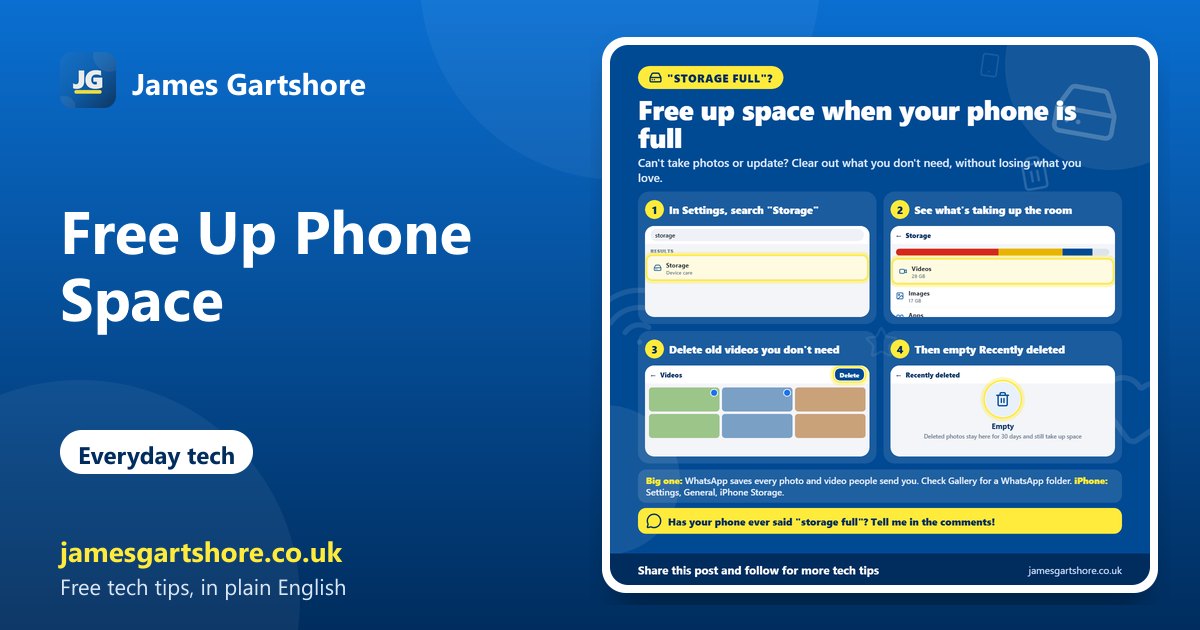 JG
James Gartshore
Free Up Phone
Space
Everyday tech
jamesgartshore.co.uk
Free tech tips, in plain English
"STORAGE FULL"?
Free up space when your phone is
full
Can't take photos or update? Clear out what you don't need, without losing what you
love.
1 In Settings, search "Storage"
storage
RESULTS
Storage
Device care
2 See what's taking up the room
← Storage
Videos
28 GB
Images
17 GB
Apps
3 Delete old videos you don't need
← Videos
Delete
4 Then empty Recently deleted
← Recently deleted
Empty
Deleted photos stay here for 30 days and still take up space
Big one: WhatsApp saves every photo and video people send you. Check Gallery for a WhatsApp folder. iPhone:
Settings, General, iPhone Storage.
Has your phone ever said "storage full"? Tell me in the comments!
Share this post and follow for more tech tips
jamesgartshore.co.uk